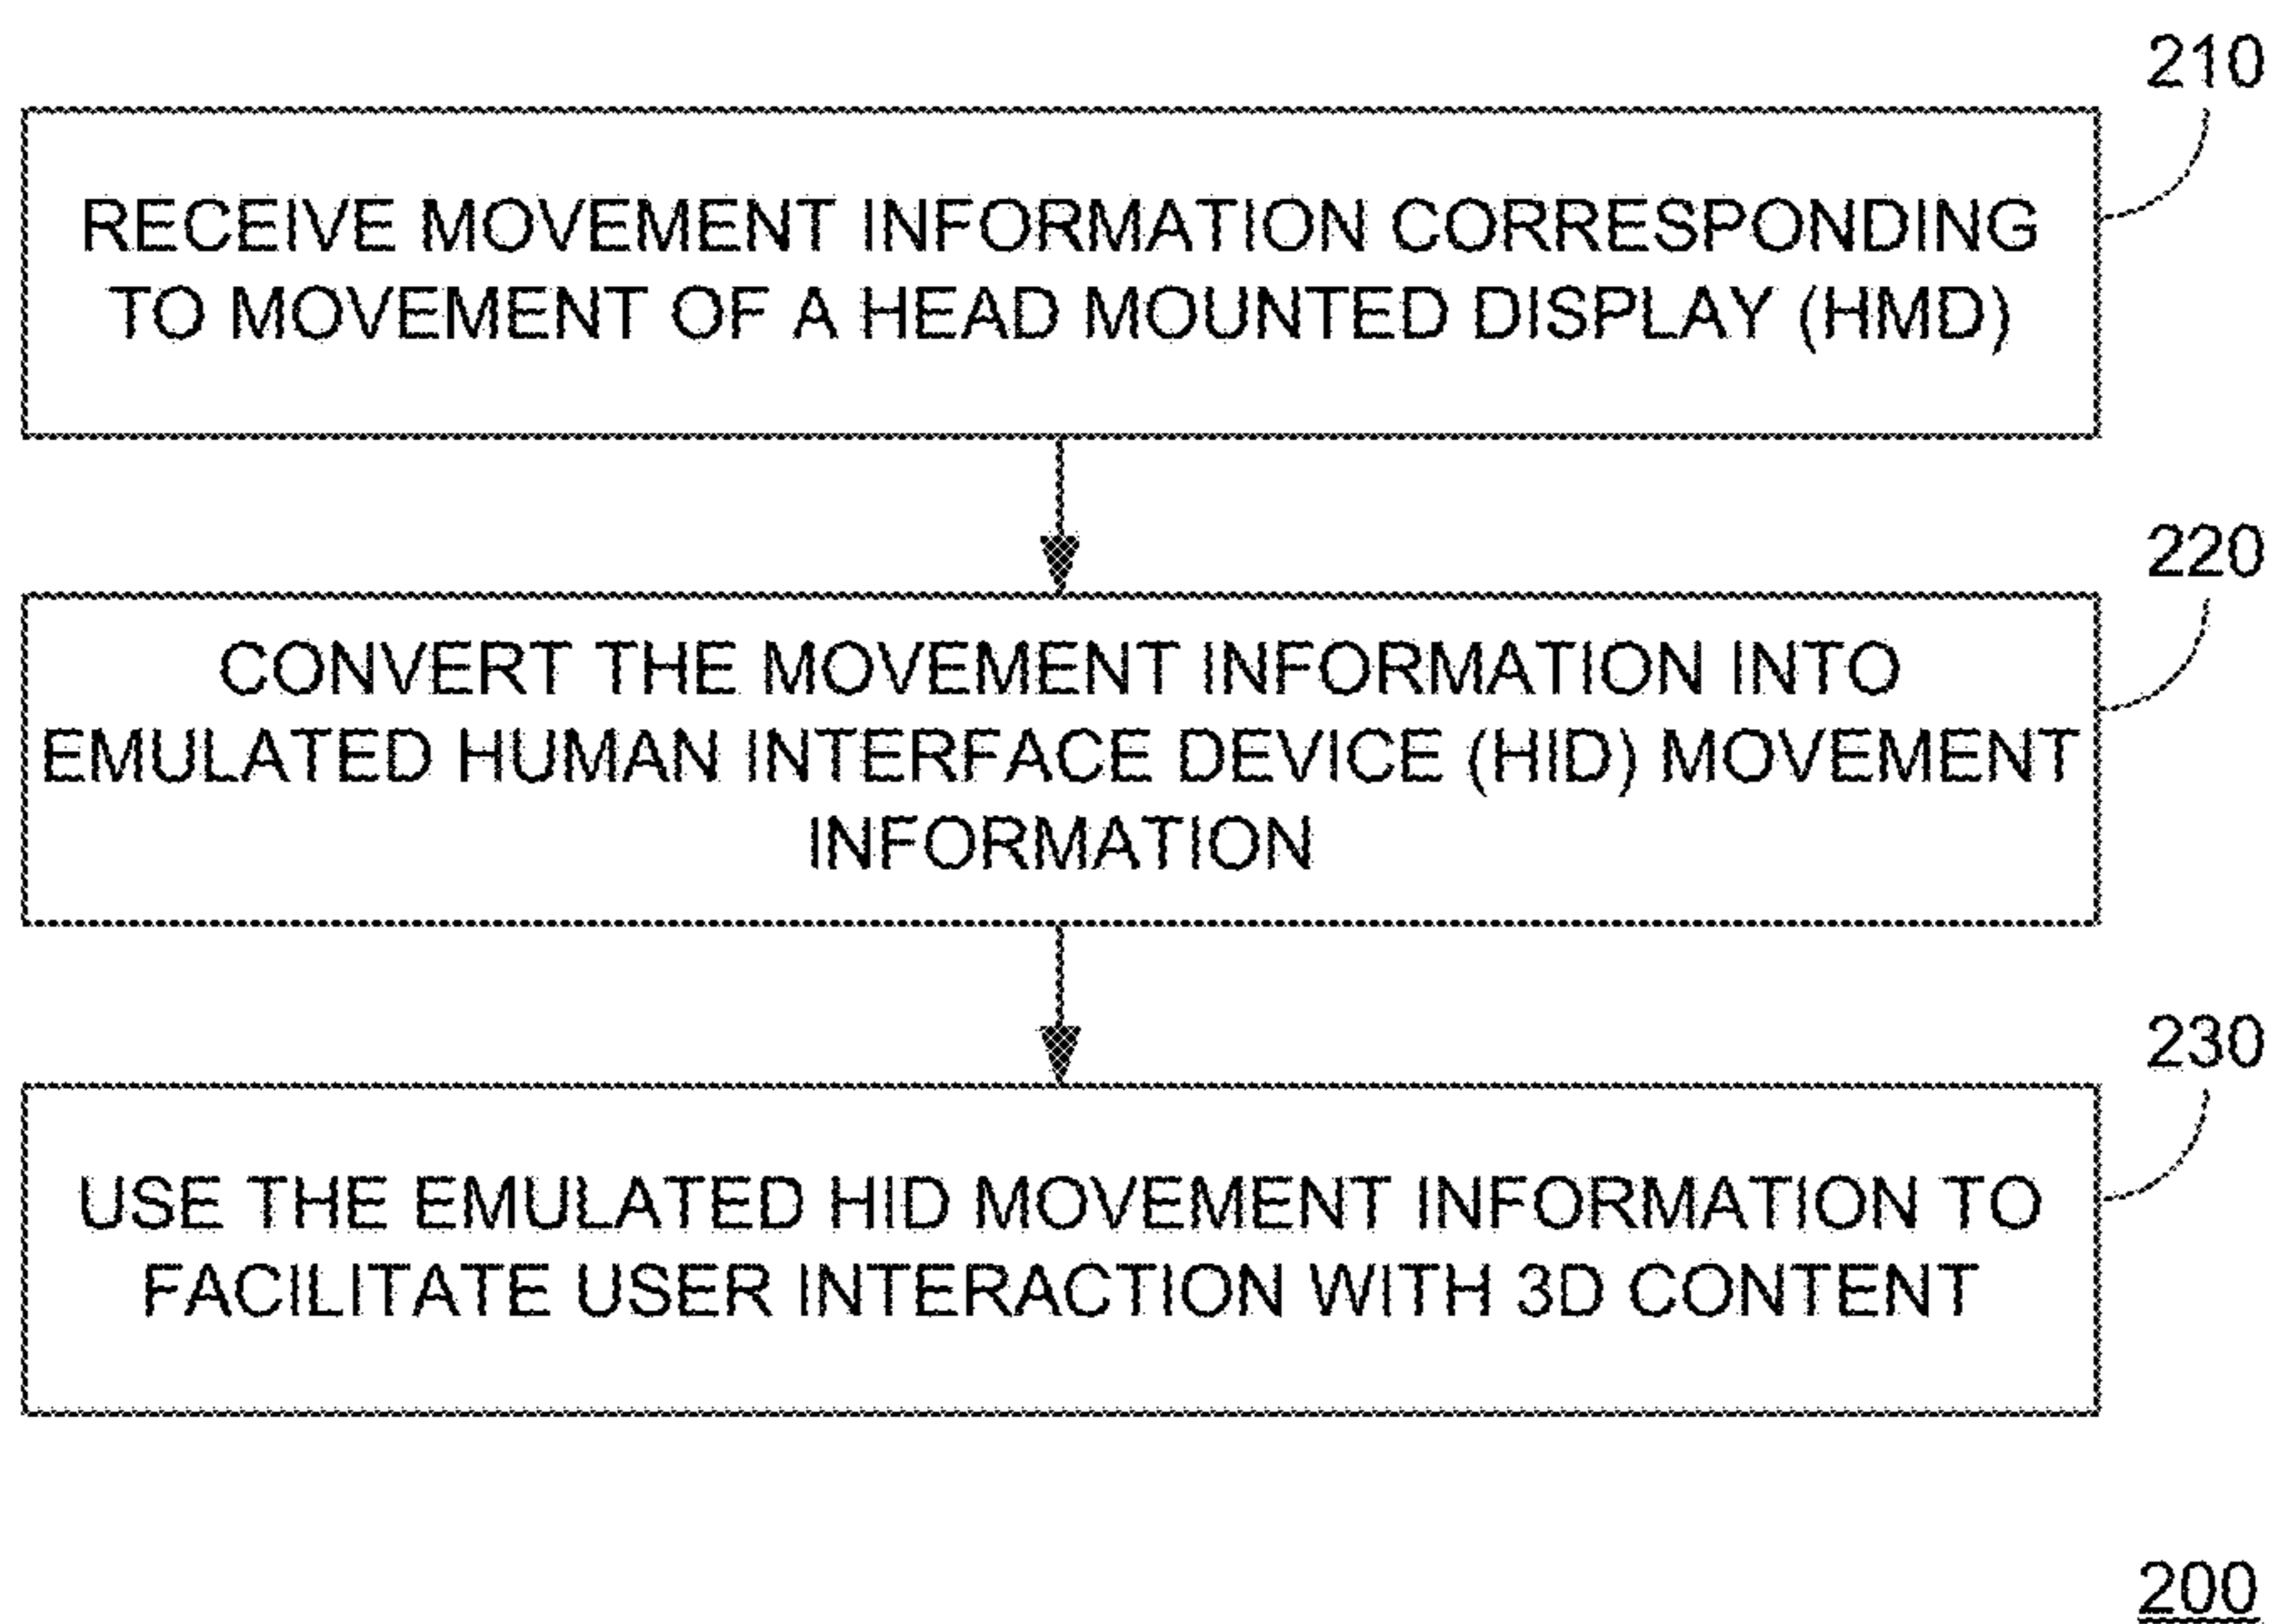 210
RECEIVE MOVEMENT INFORMATION CORRESPONDING
TO MOVEMENT OF A HEAD MOUNTED DISPLAY (HMD)
220
CONVERT THE MOVEMENT INFORMATION INTO
EMULATED HUMAN INTERFACE DEVICE (HID) MOVEMENT
INFORMATION
230
USE THE EMULATED HID MOVEMENT INFORMATION TO
FACILITATE USER INTERACTION WITH 3D CONTENT
200